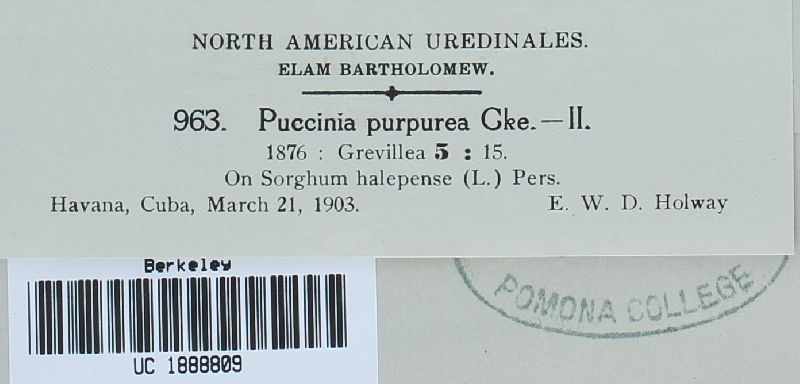 NORTH AMERICAN UREDINALES.
ELAM BARTHOLOMEW.
963. Puccinia purpurea Cke.—II.
1876 : Grevillea 5 : 15.
On Sorghum halepense (L.) Pers.
Havana, Cuba, March 21, 1903. E. W. D. Holway
Berkeley
UC 1888809
POMONA COLLEGE